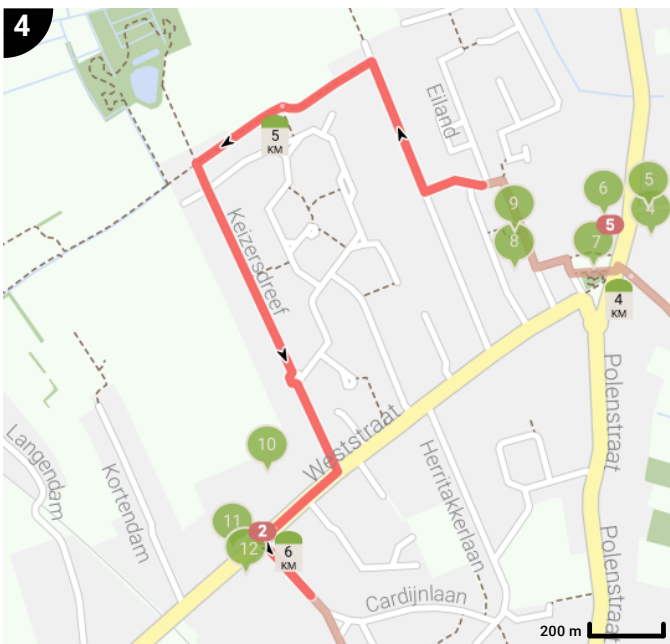 4
Eiland
5
KM
9
8
6
5
4
5
7
4
KM
Keizersdreef
Weststraat
Polenstraat
Herritakkerlaan
10
Langendam
Kortendam
11
2
12
6
KM
Cardijnlaan
Polenstraat
200 m